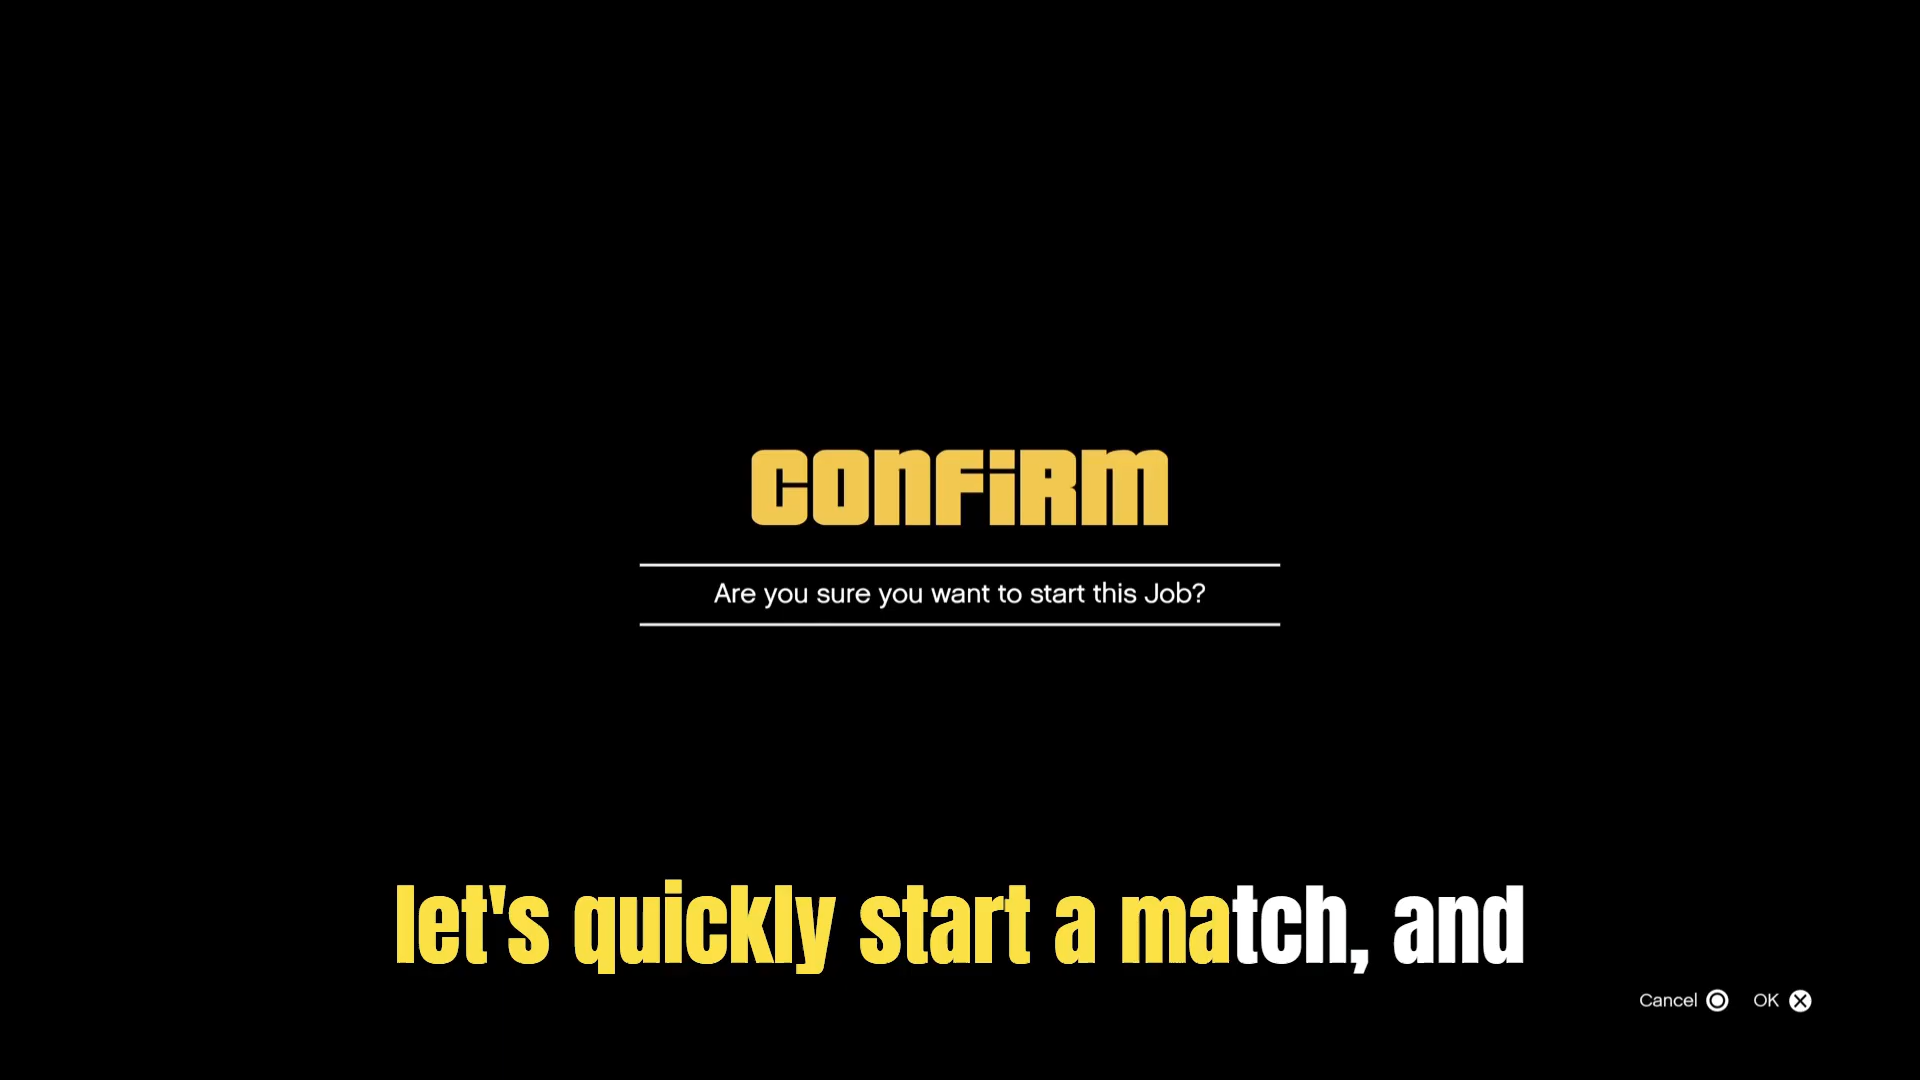 CONFIRM
Are you sure you want to start this Job?
let's quickly start a match, and
Cancel OK